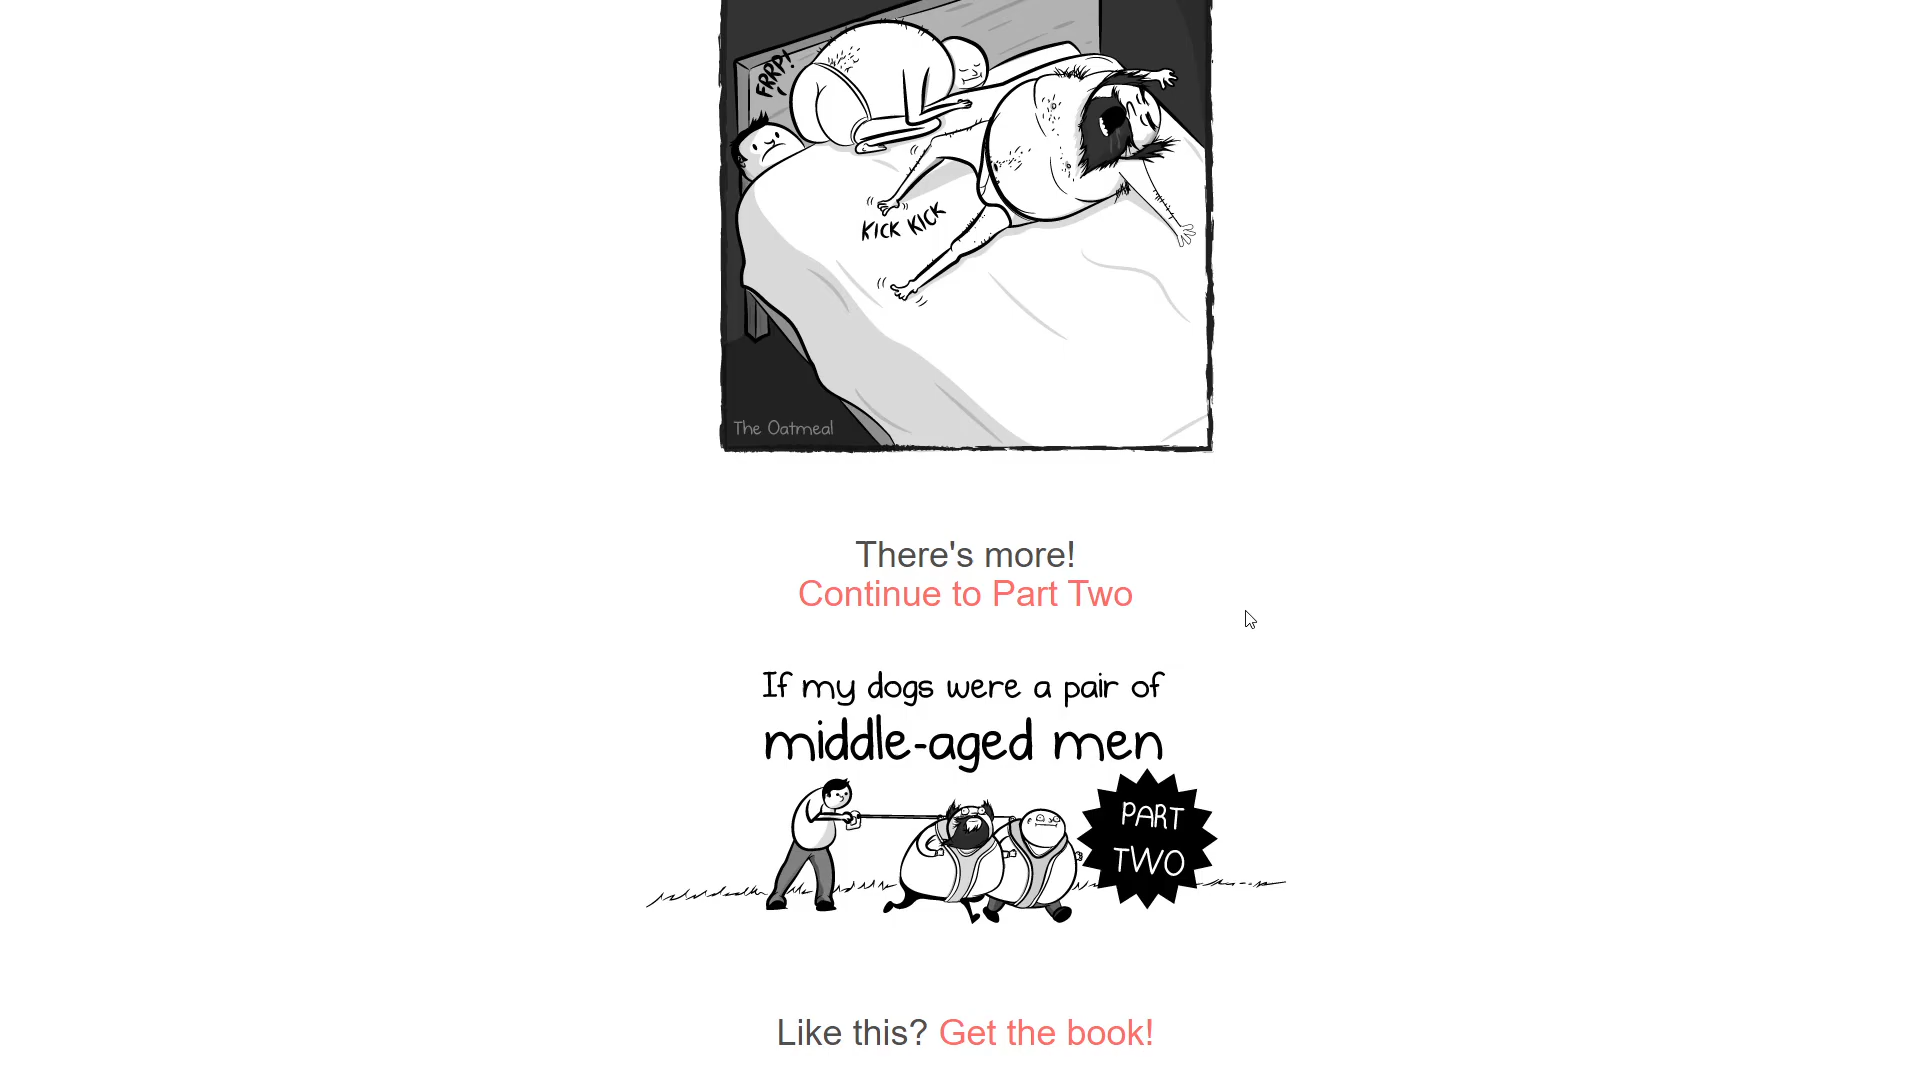 FRRP!
KICK KICK
The Oatmeal
There's more!
Continue to Part Two
If my dogs were a pair of
middle-aged men
PART
TWO
Like this? Get the book!